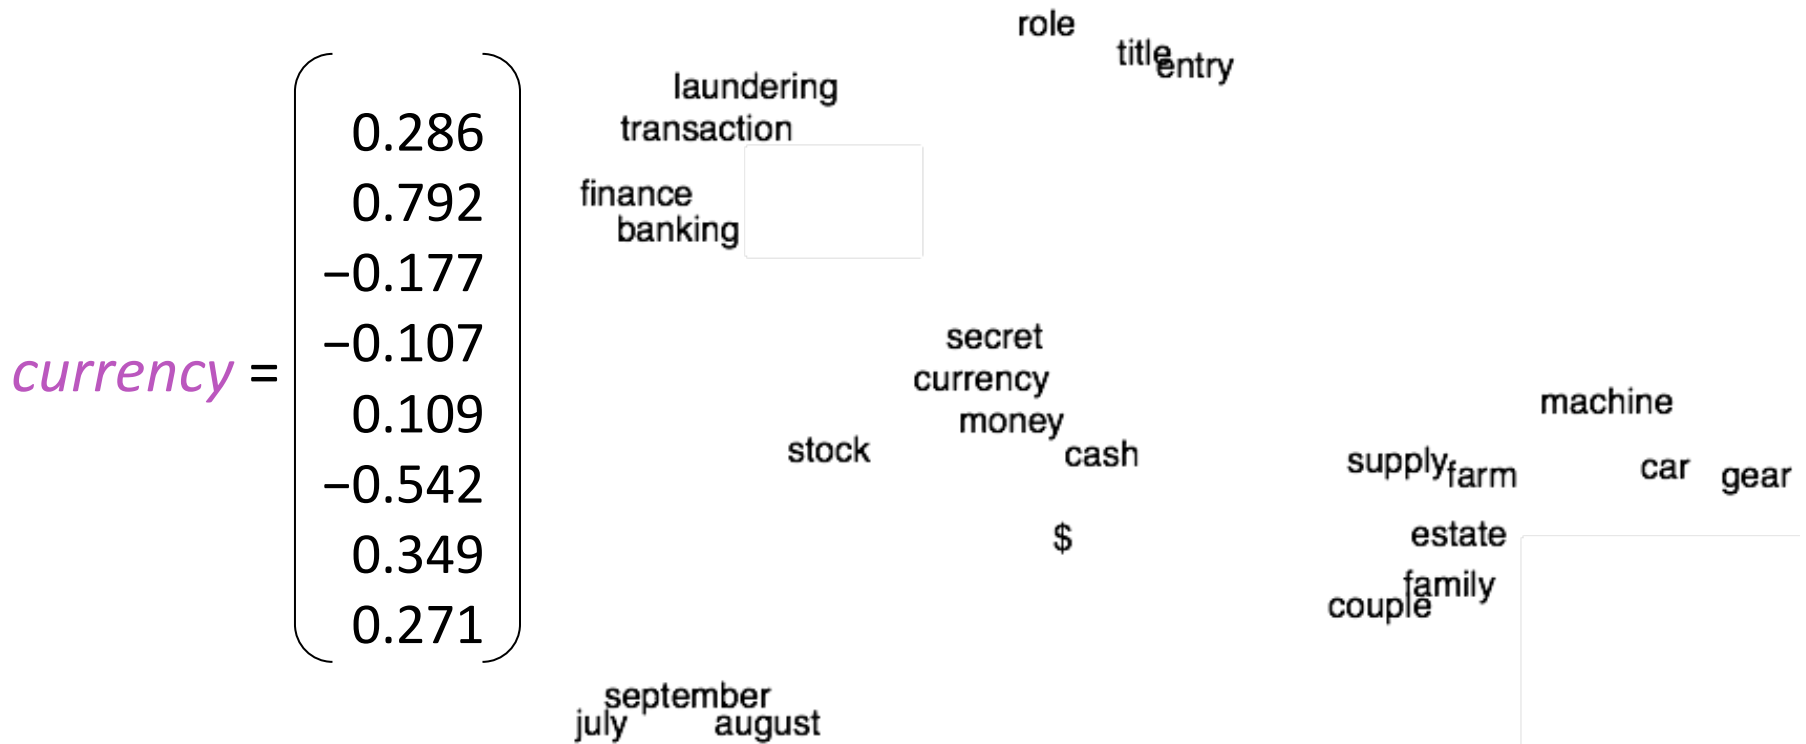 currency =
0.286
0.792
−0.177
−0.107
0.109
−0.542
0.349
0.271
role
title
entry
laundering
transaction
finance
banking
secret
currency
money
stock
cash
machine
supply
farm
car
gear
$
estate
family
couple
september
july
august